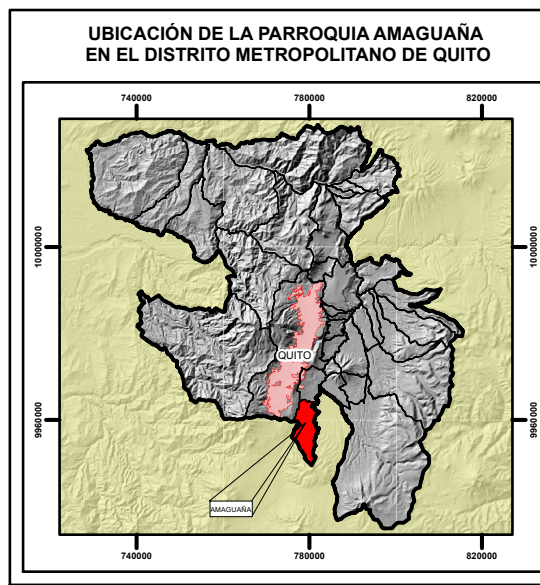 UBICACIÓN DE LA PARROQUIA AMAGUAÑA
EN EL DISTRITO METROPOLITANO DE QUITO
740000
780000
820000
10000000
10000000
QUITO
9960000
9960000
AMAGUAÑA
740000
780000
820000